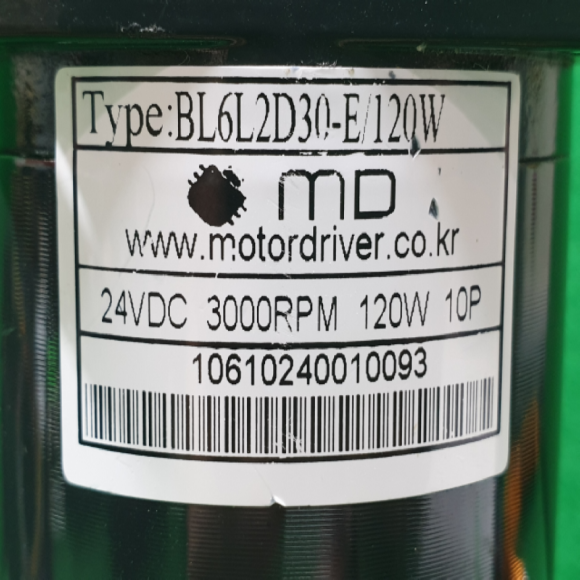 Type:BL6L2D30-E/120W
MD
www.motordriver.co.kr
24VDC 3000RPM 120W 10P
10610240010093